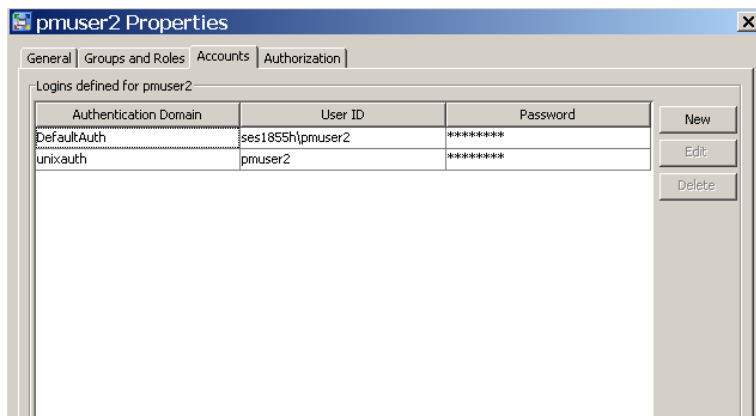 pmuser2 Properties
General Groups and Roles Accounts Authorization
Logins defined for pmuser2
Authentication Domain User ID Password
DefaultAuth ses1855h\pmuser2 ********
unixauth pmuser2 ********
New
Edit
Delete